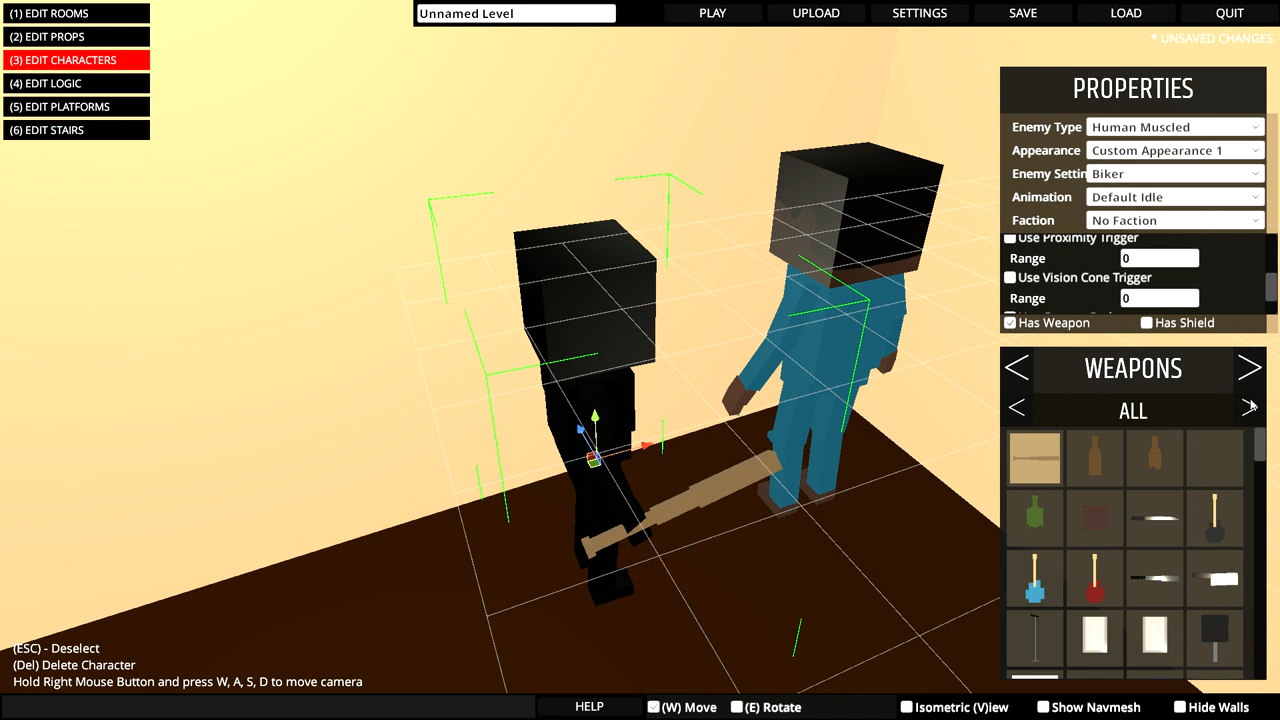 (1) EDIT ROOMS
(2) EDIT PROPS
(3) EDIT CHARACTERS
(4) EDIT LOGIC
(5) EDIT PLATFORMS
(6) EDIT STAIRS
Unnamed Level
PLAY UPLOAD SETTINGS SAVE LOAD QUIT
* UNSAVED CHANGES
PROPERTIES
Enemy Type Human Muscled
Appearance Custom Appearance 1
Enemy Settin Biker
Animation Default Idle
Faction No Faction
Use Proximity Trigger
Range 0
Use Vision Cone Trigger
Range 0
Has Weapon Has Shield
WEAPONS
ALL
(ESC) - Deselect
(Del) Delete Character
Hold Right Mouse Button and press W, A, S, D to move camera
HELP (W) Move (E) Rotate Isometric (V)iew Show Navmesh Hide Walls